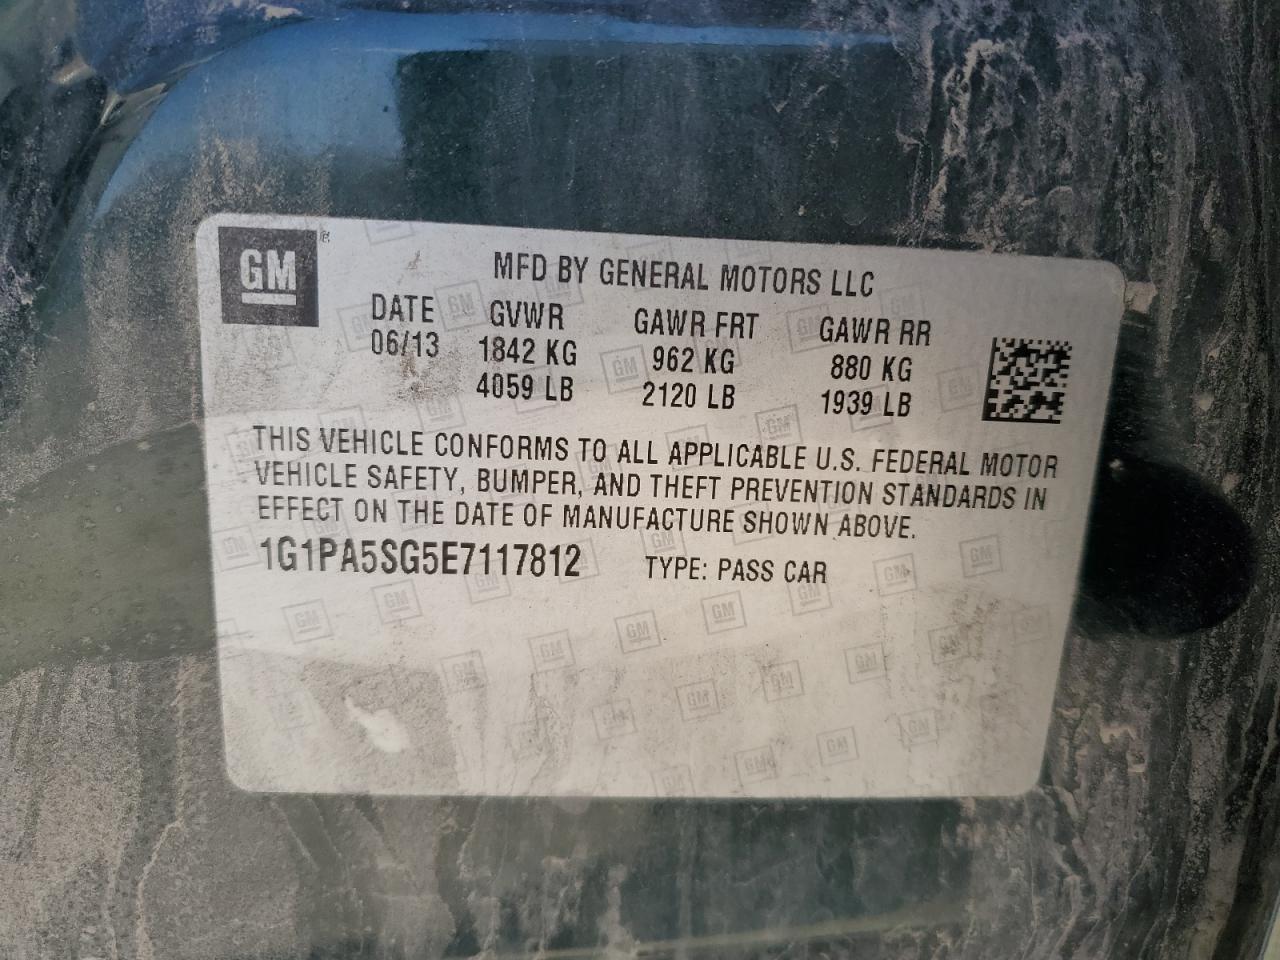 GM
MFD BY GENERAL MOTORS LLC
DATE GVWR GAWR FRT GAWR RR
06/13 1842 KG 962 KG 880 KG
4059 LB 2120 LB 1939 LB
THIS VEHICLE CONFORMS TO ALL APPLICABLE U.S. FEDERAL MOTOR
VEHICLE SAFETY, BUMPER, AND THEFT PREVENTION STANDARDS IN
EFFECT ON THE DATE OF MANUFACTURE SHOWN ABOVE.
1G1PA5SG5E7117812 TYPE: PASS CAR